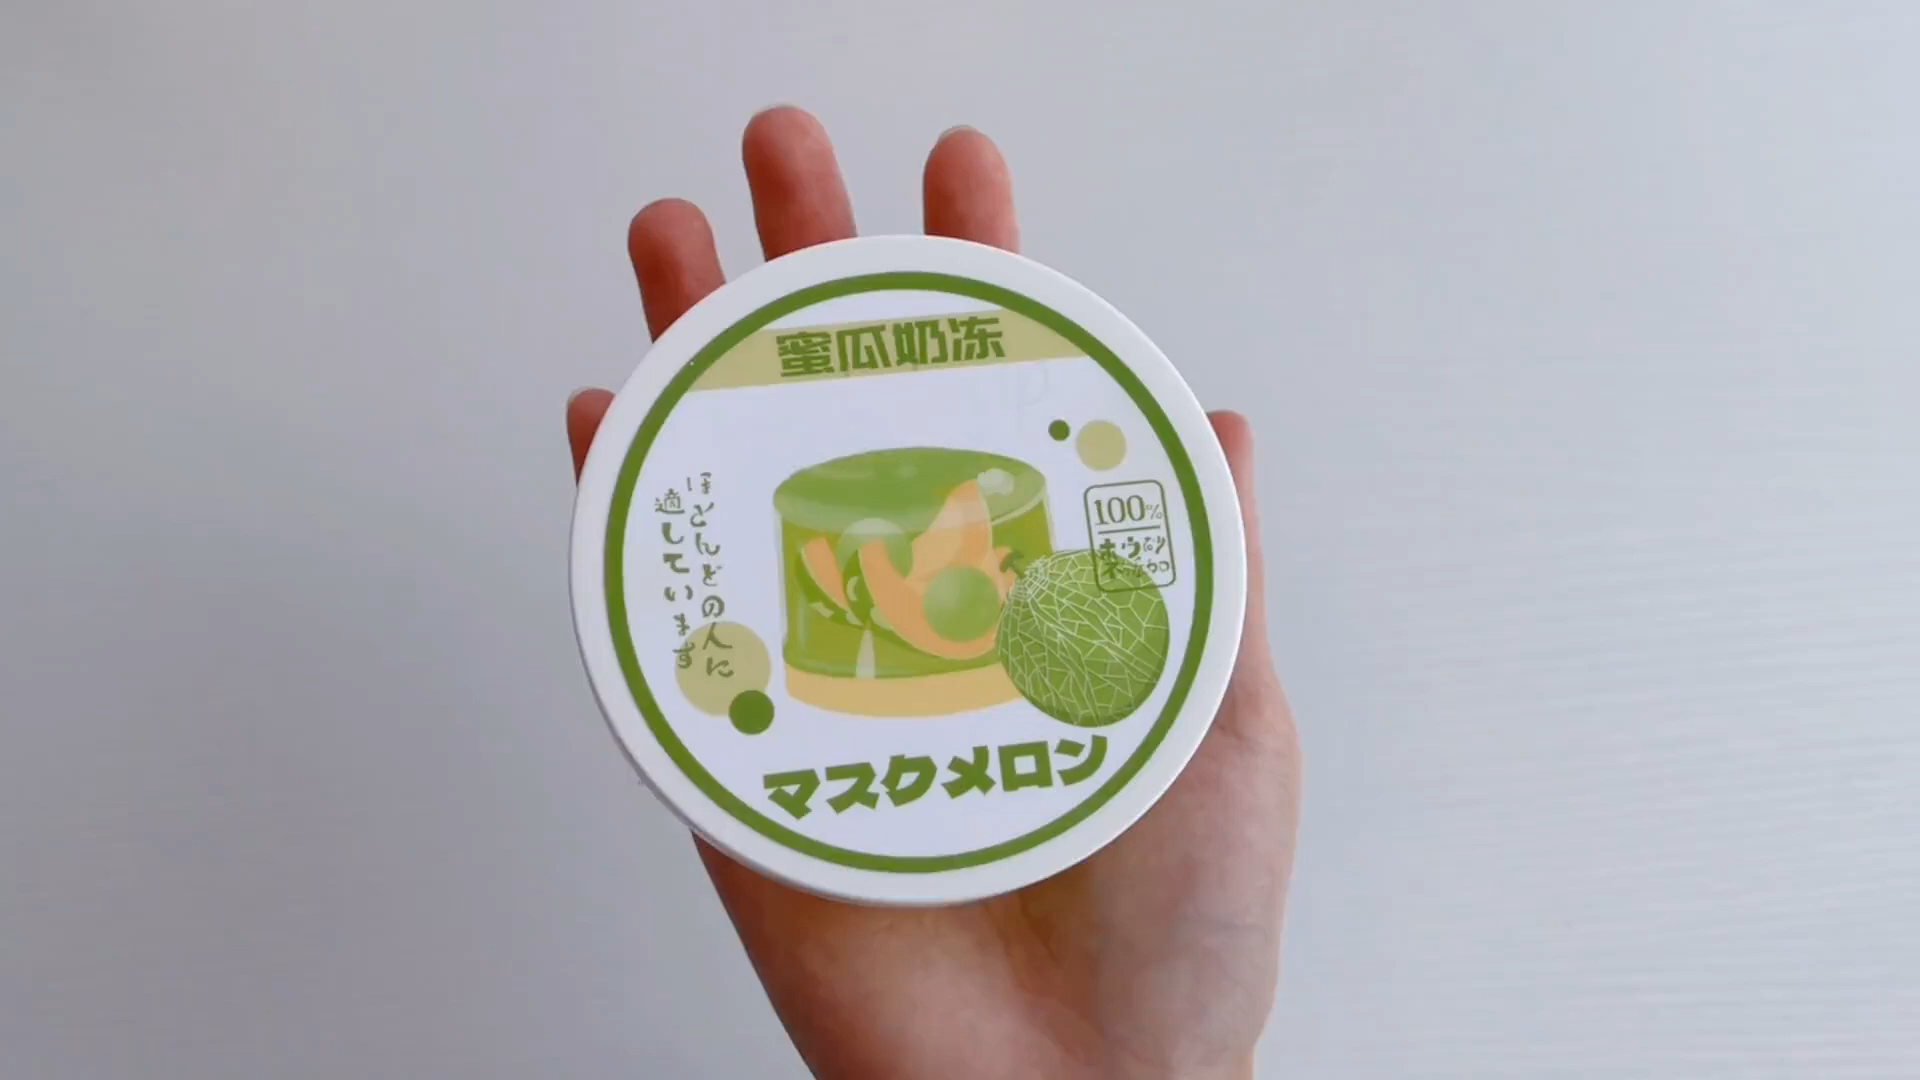 蜜瓜奶冻
ほとんどの人に
適しています
100%
マスクメロン